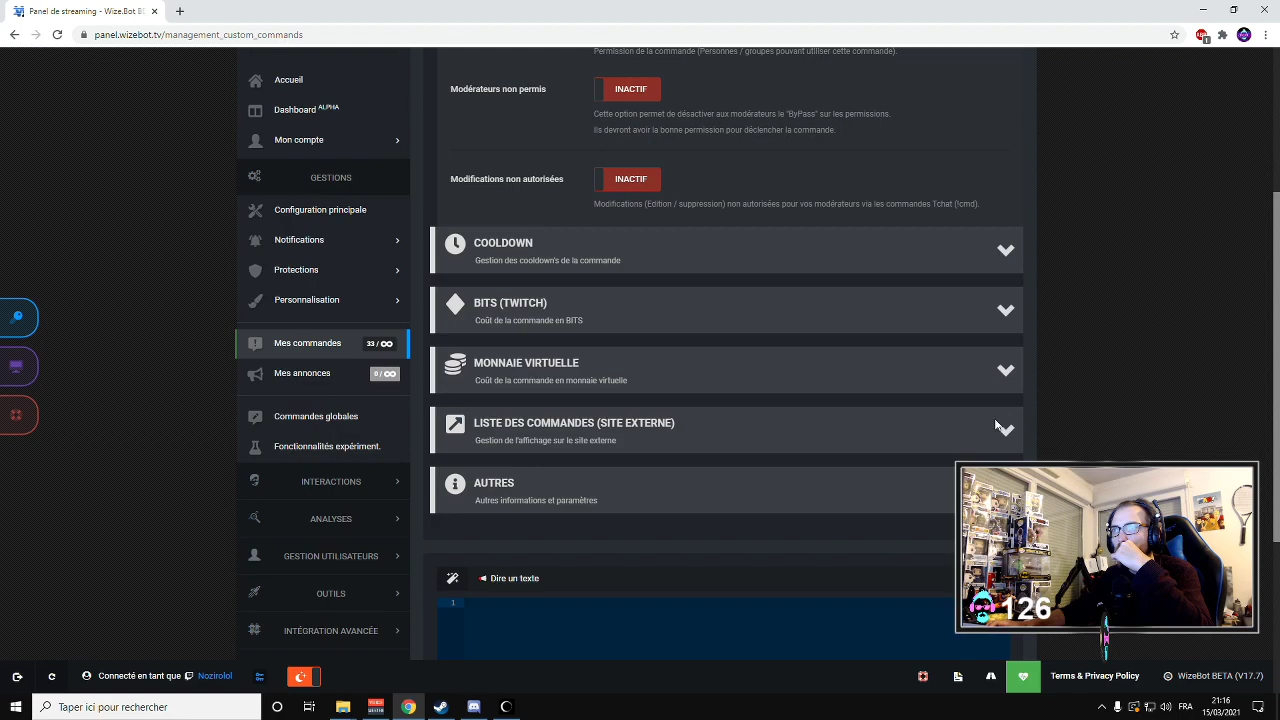 Panel de streaming - Wizebot BE
panel.wizebot.tv/management_custom_commands
1
Permission de la commande (Personnes / groupes pouvant utiliser cette commande).
Accueil
Modérateurs non permis
INACTIF
Dashboard ALPHA
Cette option permet de désactiver aux modérateurs le "ByPass" sur les permissions.
Ils devront avoir la bonne permission pour déclencher la commande.
Mon compte
GESTIONS
Modifications non autorisées
INACTIF
Modifications (Edition / suppression) non autorisées pour vos modérateurs via les commandes Tchat (!cmd).
Configuration principale
Notifications
COOLDOWN
Gestion des cooldown's de la commande
Protections
Personnalisation
BITS (TWITCH)
Coût de la commande en BITS
Mes commandes
33 / ∞
Mes annonces
0 / ∞
MONNAIE VIRTUELLE
Coût de la commande en monnaie virtuelle
Commandes globales
LISTE DES COMMANDES (SITE EXTERNE)
Gestion de l'affichage sur le site externe
Fonctionnalités expériment.
INTERACTIONS
AUTRES
Autres informations et paramètres
ANALYSES
GESTION UTILISATEURS
Dire un texte
OUTILS
1
126
INTÉGRATION AVANCÉE
Connecté en tant que Nozirolol
Terms & Privacy Policy
WizeBot BETA (V17.7)
Taper ici pour rechercher
FRA
21:16
15/03/2021